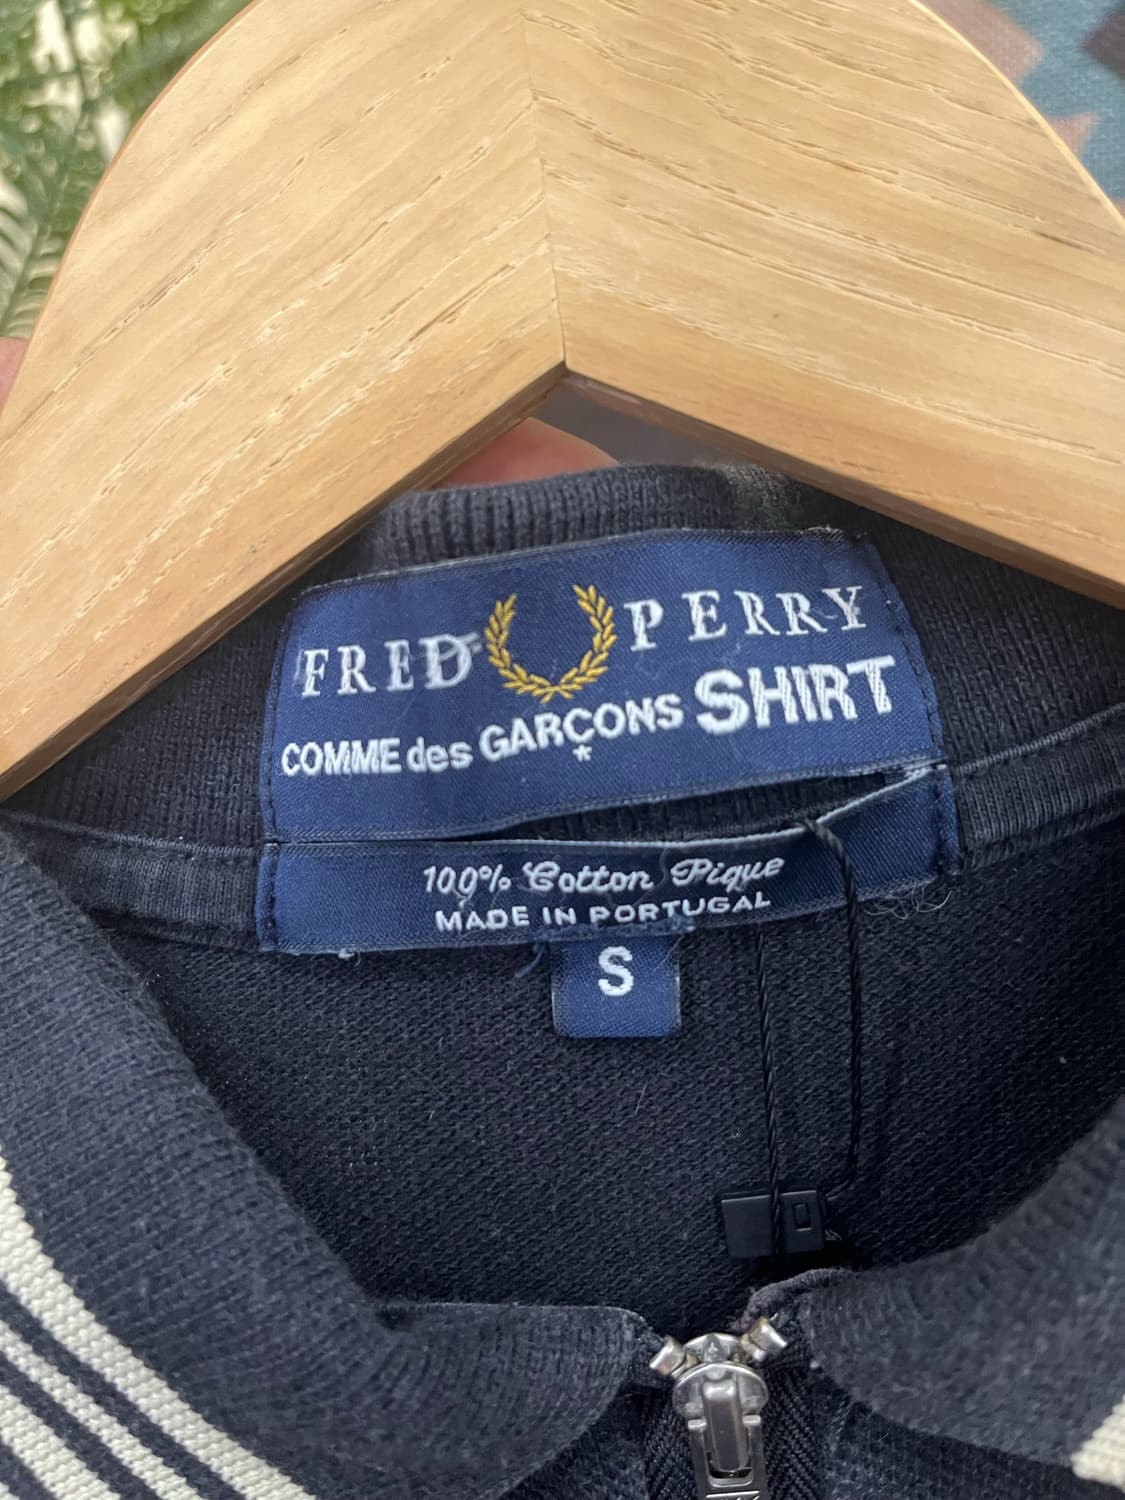 FRED PERRY
COMME des GARÇONS SHIRT
*
100% Cotton Pique
MADE IN PORTUGAL
S